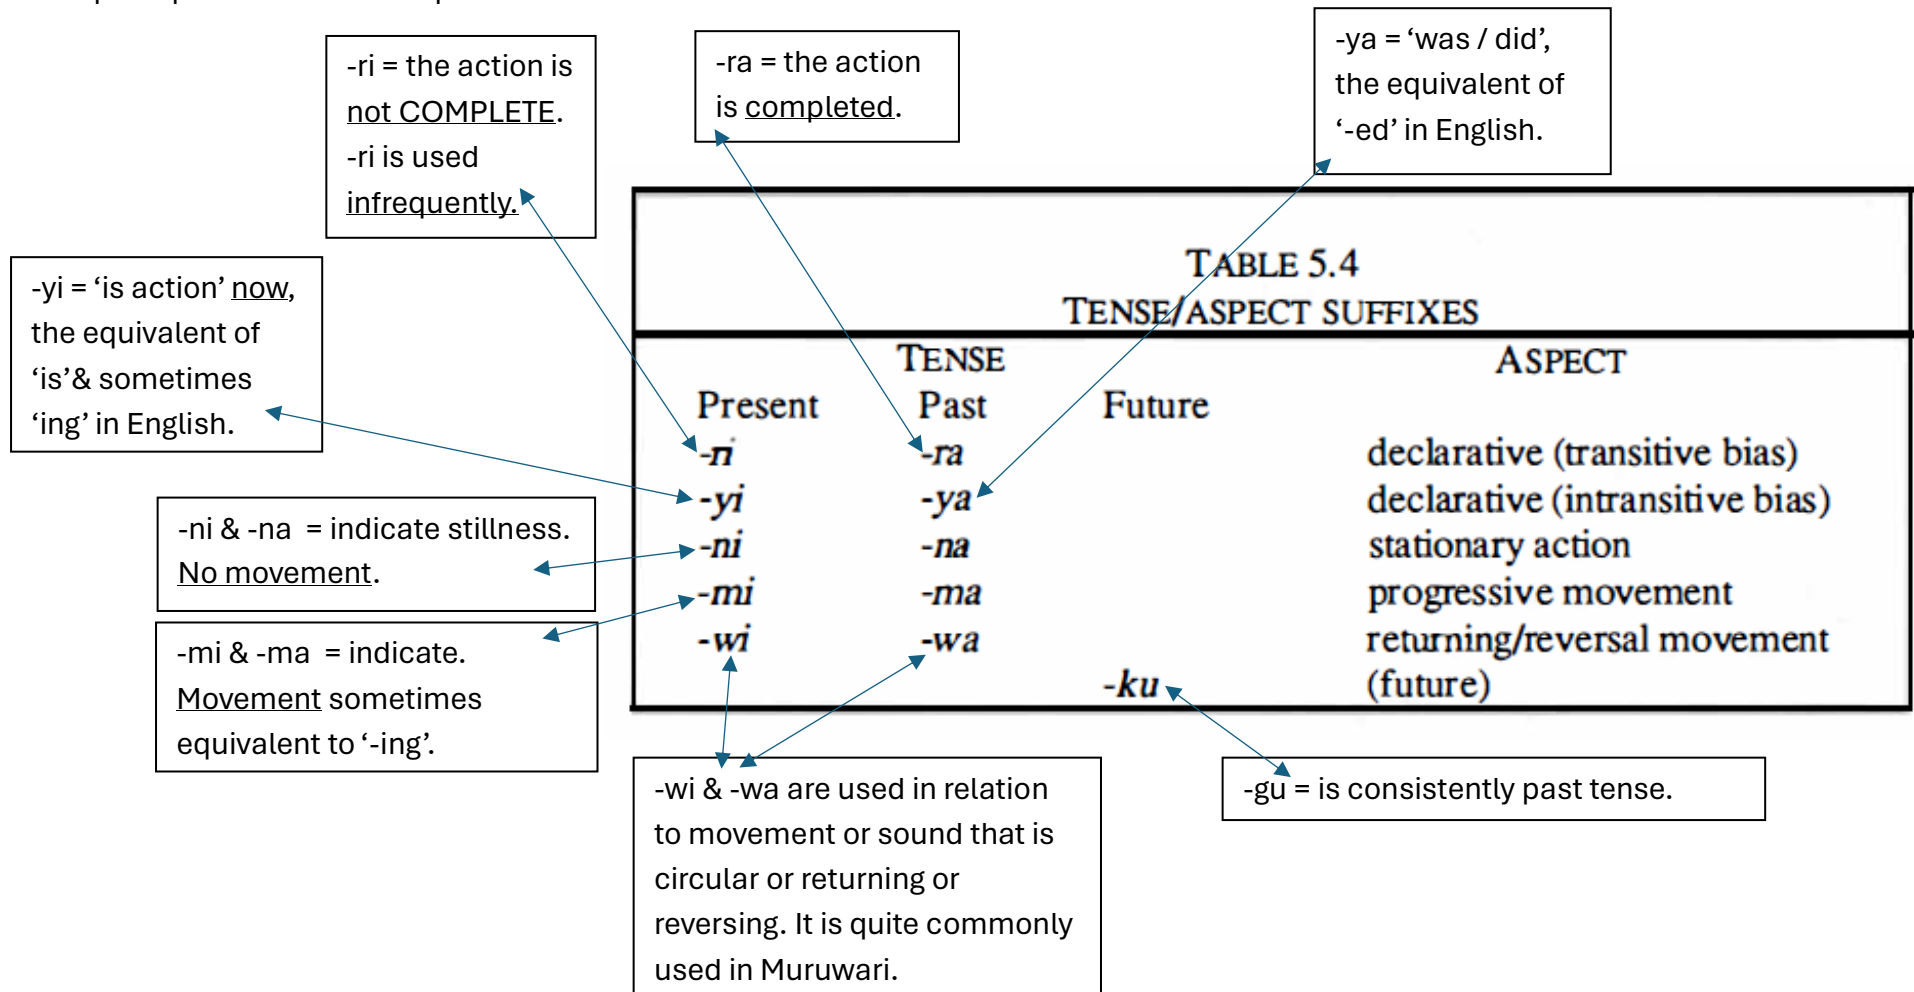 -ri = the action is
not COMPLETE.
-ri is used
infrequently.
-ra = the action
is completed.
-ya = ‘was / did’,
the equivalent of
‘-ed’ in English.
-yi = ‘is action’ now,
the equivalent of
‘is’& sometimes
‘ing’ in English.
-ni & -na = indicate stillness.
No movement.
-mi & -ma = indicate.
Movement sometimes
equivalent to ‘-ing’.
TABLE 5.4
TENSE/ASPECT SUFFIXES
TENSE ASPECT
Present Past Future
-ri -ra declarative (transitive bias)
-yi -ya declarative (intransitive bias)
-ni -na stationary action
-mi -ma progressive movement
-wi -wa returning/reversal movement
-ku (future)
-wi & -wa are used in relation
to movement or sound that is
circular or returning or
reversing. It is quite commonly
used in Muruwari.
-gu = is consistently past tense.